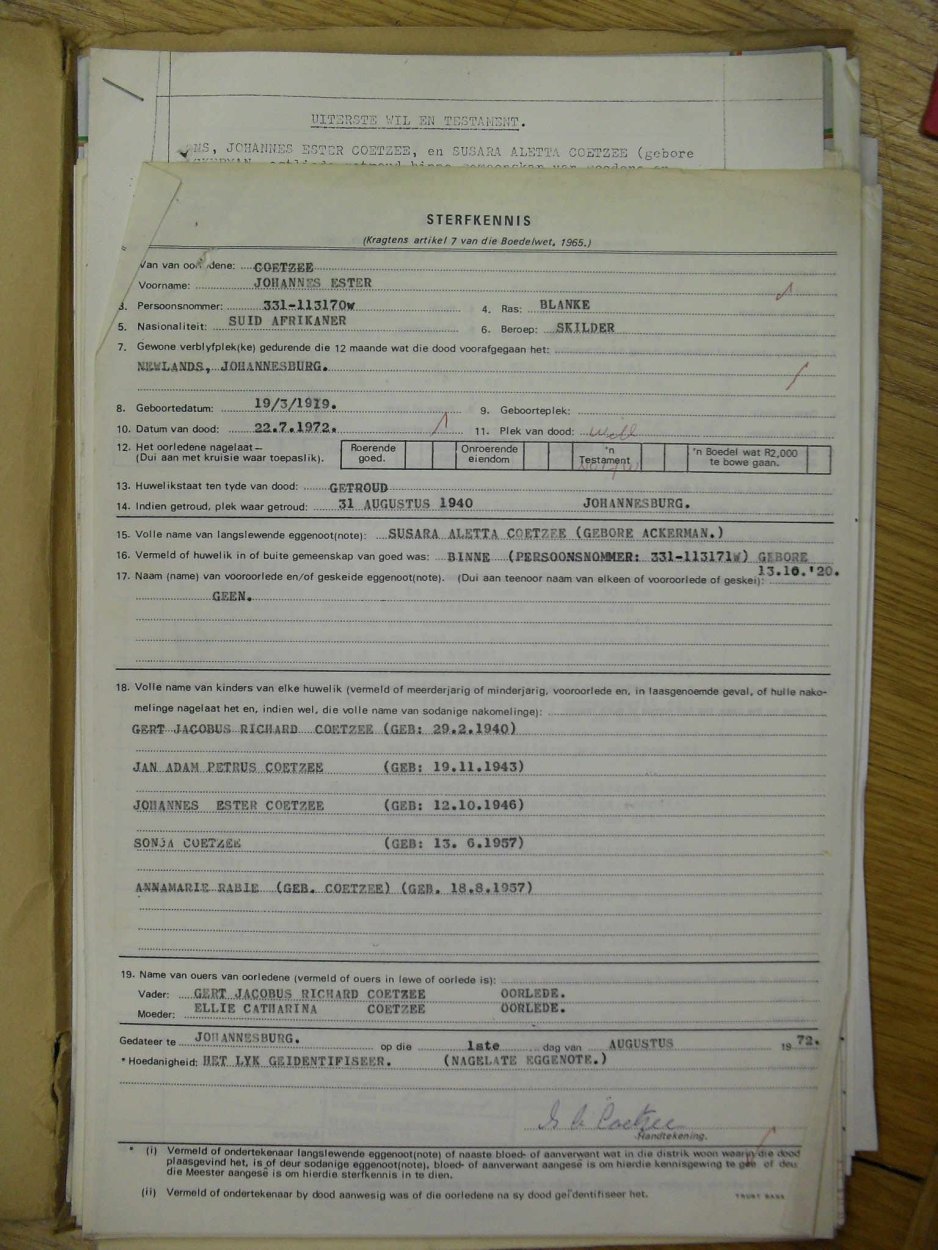 UITERSTE WIL EN TESTAMENT.
ONS, JOHANNES ESTER COETZEE, en SUSARA ALETTA COETZEE (gebore
STERFKENNIS
(Kragtens artikel 7 van die Boedelwet, 1965.)
Van van oorledene: COETZEE
Voorname: JOHANNES ESTER
3. Persoonsnommer: 331-113170W 4. Ras: BLANKE
5. Nasionaliteit: SUID AFRIKANER 6. Beroep: SKILDER
7. Gewone verblyfplek(ke) gedurende die 12 maande wat die dood voorafgegaan het:
NEWLANDS, JOHANNESBURG.
8. Geboortedatum: 19/3/1919. 9. Geboorteplek:
10. Datum van dood: 22.7.1972. 11. Plek van dood:
12. Het oorledene nagelaat— (Dui aan met kruisie waar toepaslik). Roerende goed. Onroerende eiendom 'n Testament 'n Boedel wat R2,000 te bowe gaan.
13. Huwelikstaat ten tyde van dood: GETROUD
14. Indien getroud, plek waar getroud: 31 AUGUSTUS 1940 JOHANNESBURG.
15. Volle name van langslewende eggenoot(note): SUSARA ALETTA COETZEE (GEBORE ACKERMAN.)
16. Vermeld of huwelik in of buite gemeenskap van goed was: BINNE (PERSOONSNOMMER: 331-113171W) GEBORE
13.10.'20.
17. Naam (name) van vooroorlede en/of geskeide eggenoot(note). (Dui aan teenoor naam van elkeen of vooroorlede of geskei):
GEEN.
18. Volle name van kinders van elke huwelik (vermeld of meerderjarig of minderjarig, vooroorlede en, in laasgenoemde geval, of hulle nako-
melinge nagelaat het en, indien wel, die volle name van sodanige nakomelinge):
GERT JACOBUS RICHARD COETZEE (GEB: 29.2.1940)
JAN ADAM PETRUS COETZEE (GEB: 19.11.1943)
JOHANNES ESTER COETZEE (GEB: 12.10.1946)
SONJA COETZEE (GEB: 13. 6.1957)
ANNAMARIE RABIE (GEB. COETZEE) (GEB. 18.8.1957)
19. Name van ouers van oorledene (vermeld of ouers in lewe of oorlede is):
Vader: GERT JACOBUS RICHARD COETZEE OORLEDE.
Moeder: ELLIE CATHARINA COETZEE OORLEDE.
Gedateer te JOHANNESBURG. op die 1ste dag van AUGUSTUS 1972.
* Hoedanigheid: HET LYK GEIDENTIFISEER. (NAGELATE EGGENOTE.)
Coetzee
Handtekening.
* (i) Vermeld of ondertekenaar langslewende eggenoot(note) of naaste bloed- of aanverwant wat in die distrik woon waarin die dood
plaasgevind het, is of deur sodanige eggenoot(note), bloed- of aanverwant aangese is om hierdie kennisgewing te gee of deur
die Meester aangese is om hierdie sterfkennis in te dien.
(ii) Vermeld of ondertekenaar by dood aanwesig was of die oorledene na sy dood geïdentifiseer het.
TRUST BANK